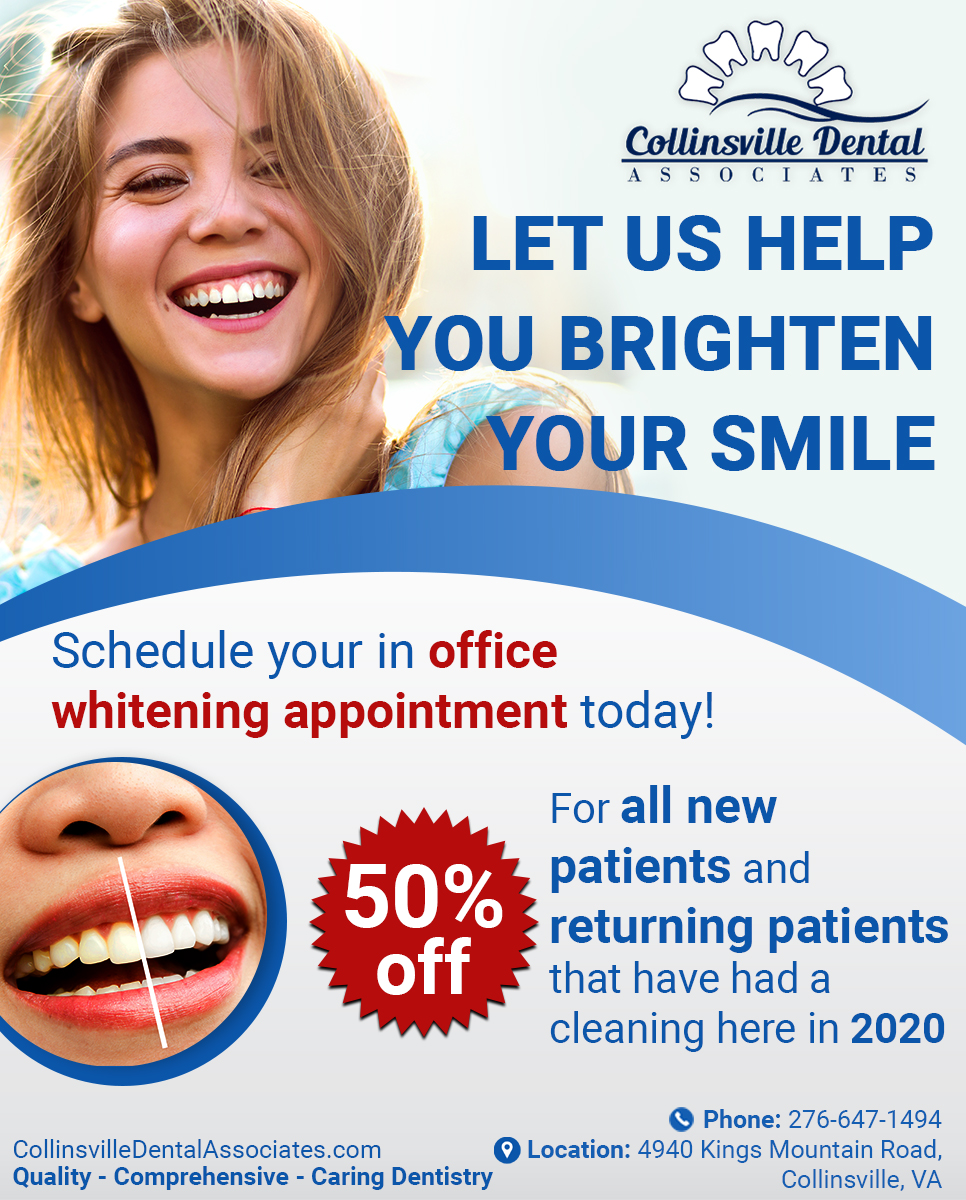 Collinsville Dental
ASSOCIATES
LET US HELP
YOU BRIGHTEN
YOUR SMILE
Schedule your in office
whitening appointment today!
50%
off
For all new
patients and
returning patients
that have had a
cleaning here in 2020
Phone: 276-647-1494
CollinsvilleDentalAssociates.com
Location: 4940 Kings Mountain Road,
Quality - Comprehensive - Caring Dentistry
Collinsville, VA